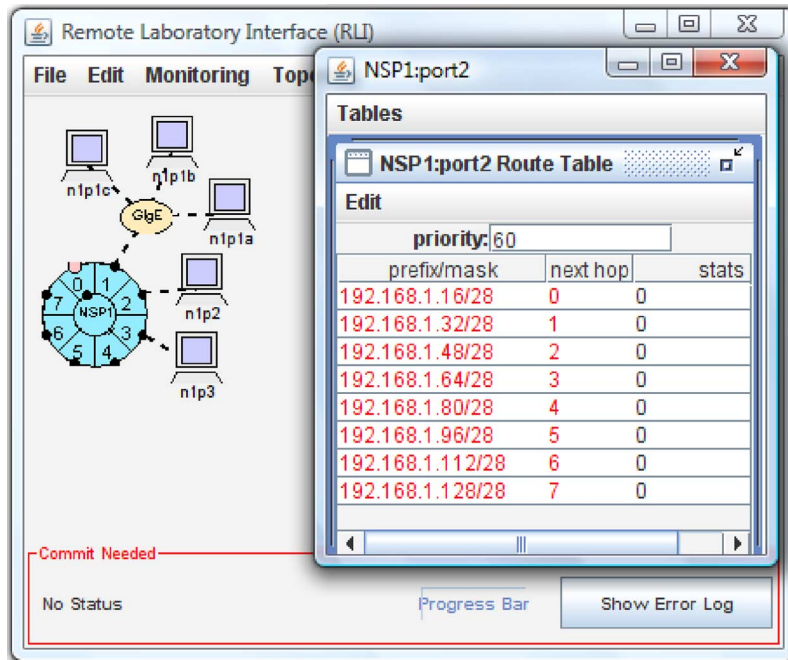 Remote Laboratory Interface (RLI)
File Edit Monitoring
NSP1:port2
Tables
NSP1:port2 Route Table
Edit
priority: 60
prefix/mask next hop stats
192.168.1.16/28 0 0
192.168.1.32/28 1 0
192.168.1.48/28 2 0
192.168.1.64/28 3 0
192.168.1.80/28 4 0
192.168.1.96/28 5 0
192.168.1.112/28 6 0
192.168.1.128/28 7 0
n1p1c
n1p1b
GigE
n1p1a
0
1
7
NSP1
2
n1p2
6
3
5
4
n1p3
Commit Needed
No Status
Progress Bar
Show Error Log